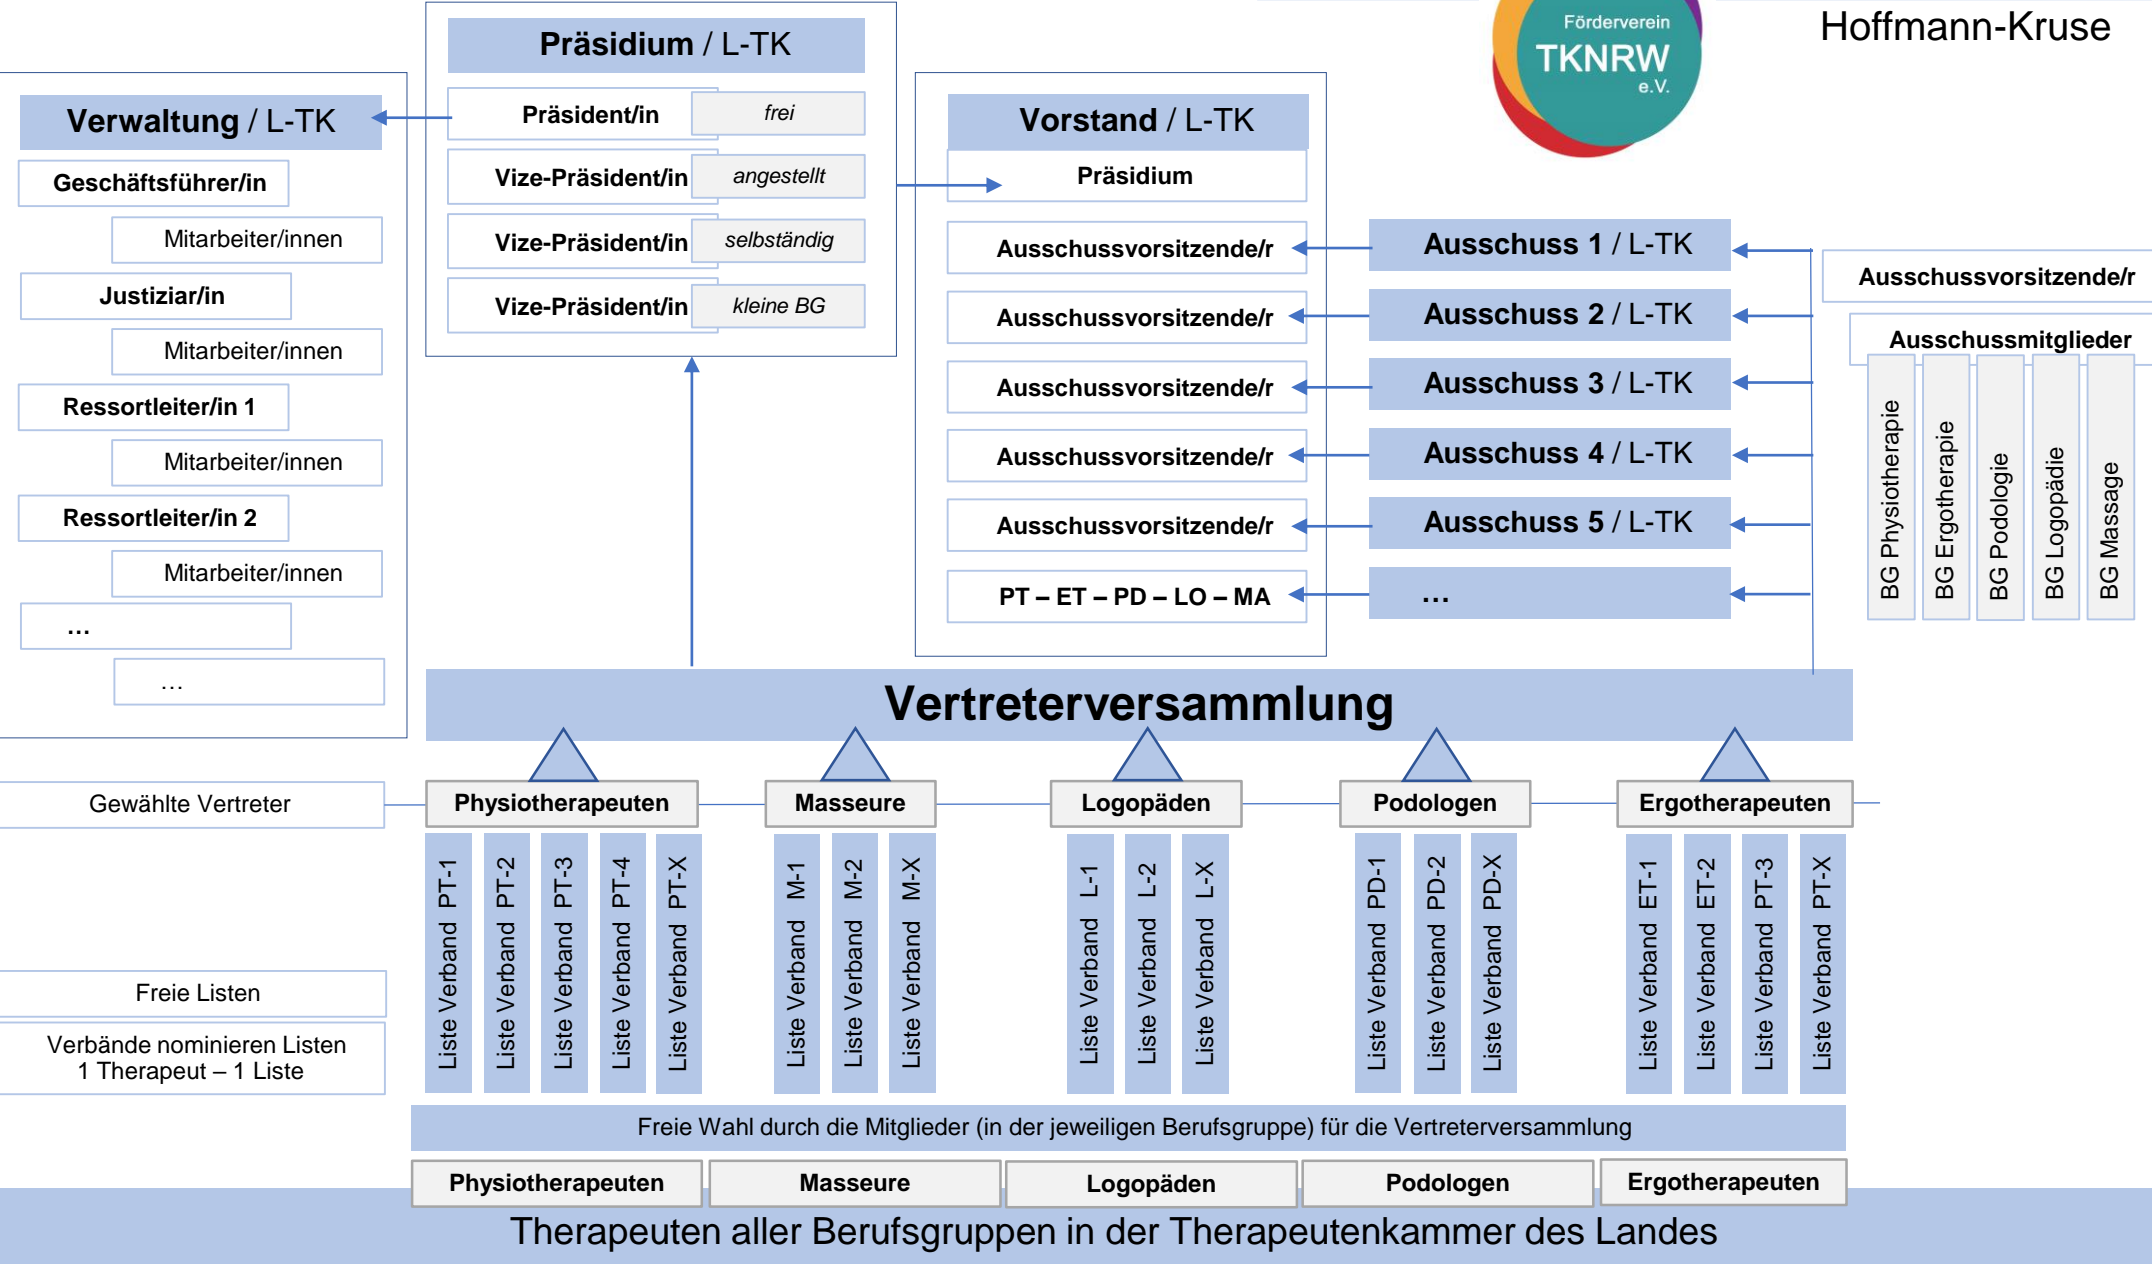 Förderverein
TKNRW
e.V.
Hoffmann-Kruse
Präsidium / L-TK
Präsident/in
frei
Vize-Präsident/in
angestellt
Vize-Präsident/in
selbständig
Vize-Präsident/in
kleine BG
Verwaltung / L-TK
Geschäftsführer/in
Mitarbeiter/innen
Justiziar/in
Mitarbeiter/innen
Ressortleiter/in 1
Mitarbeiter/innen
Ressortleiter/in 2
Mitarbeiter/innen
...
...
Vorstand / L-TK
Präsidium
Ausschussvorsitzende/r
Ausschussvorsitzende/r
Ausschussvorsitzende/r
Ausschussvorsitzende/r
Ausschussvorsitzende/r
PT – ET – PD – LO – MA
Ausschuss 1 / L-TK
Ausschuss 2 / L-TK
Ausschuss 3 / L-TK
Ausschuss 4 / L-TK
Ausschuss 5 / L-TK
...
Ausschussvorsitzende/r
Ausschussmitglieder
BG Physiotherapie
BG Ergotherapie
BG Podologie
BG Logopädie
BG Massage
Vertreterversammlung
Gewählte Vertreter
Physiotherapeuten
Masseure
Logopäden
Podologen
Ergotherapeuten
Liste Verband PT-1
Liste Verband PT-2
Liste Verband PT-3
Liste Verband PT-4
Liste Verband PT-X
Liste Verband M-1
Liste Verband M-2
Liste Verband M-X
Liste Verband L-1
Liste Verband L-2
Liste Verband L-X
Liste Verband PD-1
Liste Verband PD-2
Liste Verband PD-X
Liste Verband ET-1
Liste Verband ET-2
Liste Verband PT-3
Liste Verband PT-X
Freie Listen
Verbände nominieren Listen
1 Therapeut – 1 Liste
Freie Wahl durch die Mitglieder (in der jeweiligen Berufsgruppe) für die Vertreterversammlung
Physiotherapeuten
Masseure
Logopäden
Podologen
Ergotherapeuten
Therapeuten aller Berufsgruppen in der Therapeutenkammer des Landes